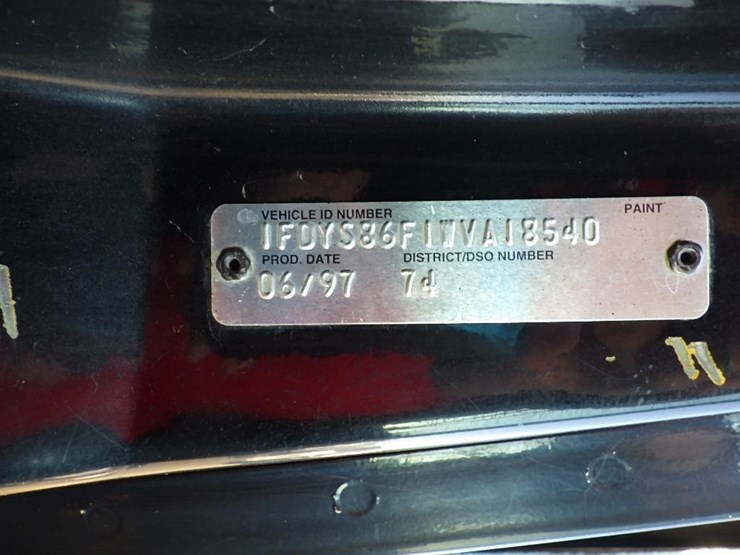 VEHICLE ID NUMBER PAINT
1FDYS86F1WVA18540
PROD. DATE DISTRICT/DSO NUMBER
06/97 74